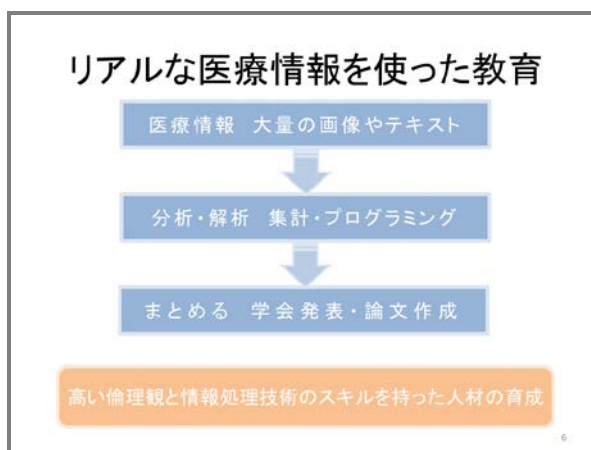 リアルな医療情報を使った教育
医療情報 大量の画像やテキスト
分析・解析 集計・プログラミング
まとめる 学会発表・論文作成
高い倫理観と情報処理技術のスキルを持った人材の育成
6